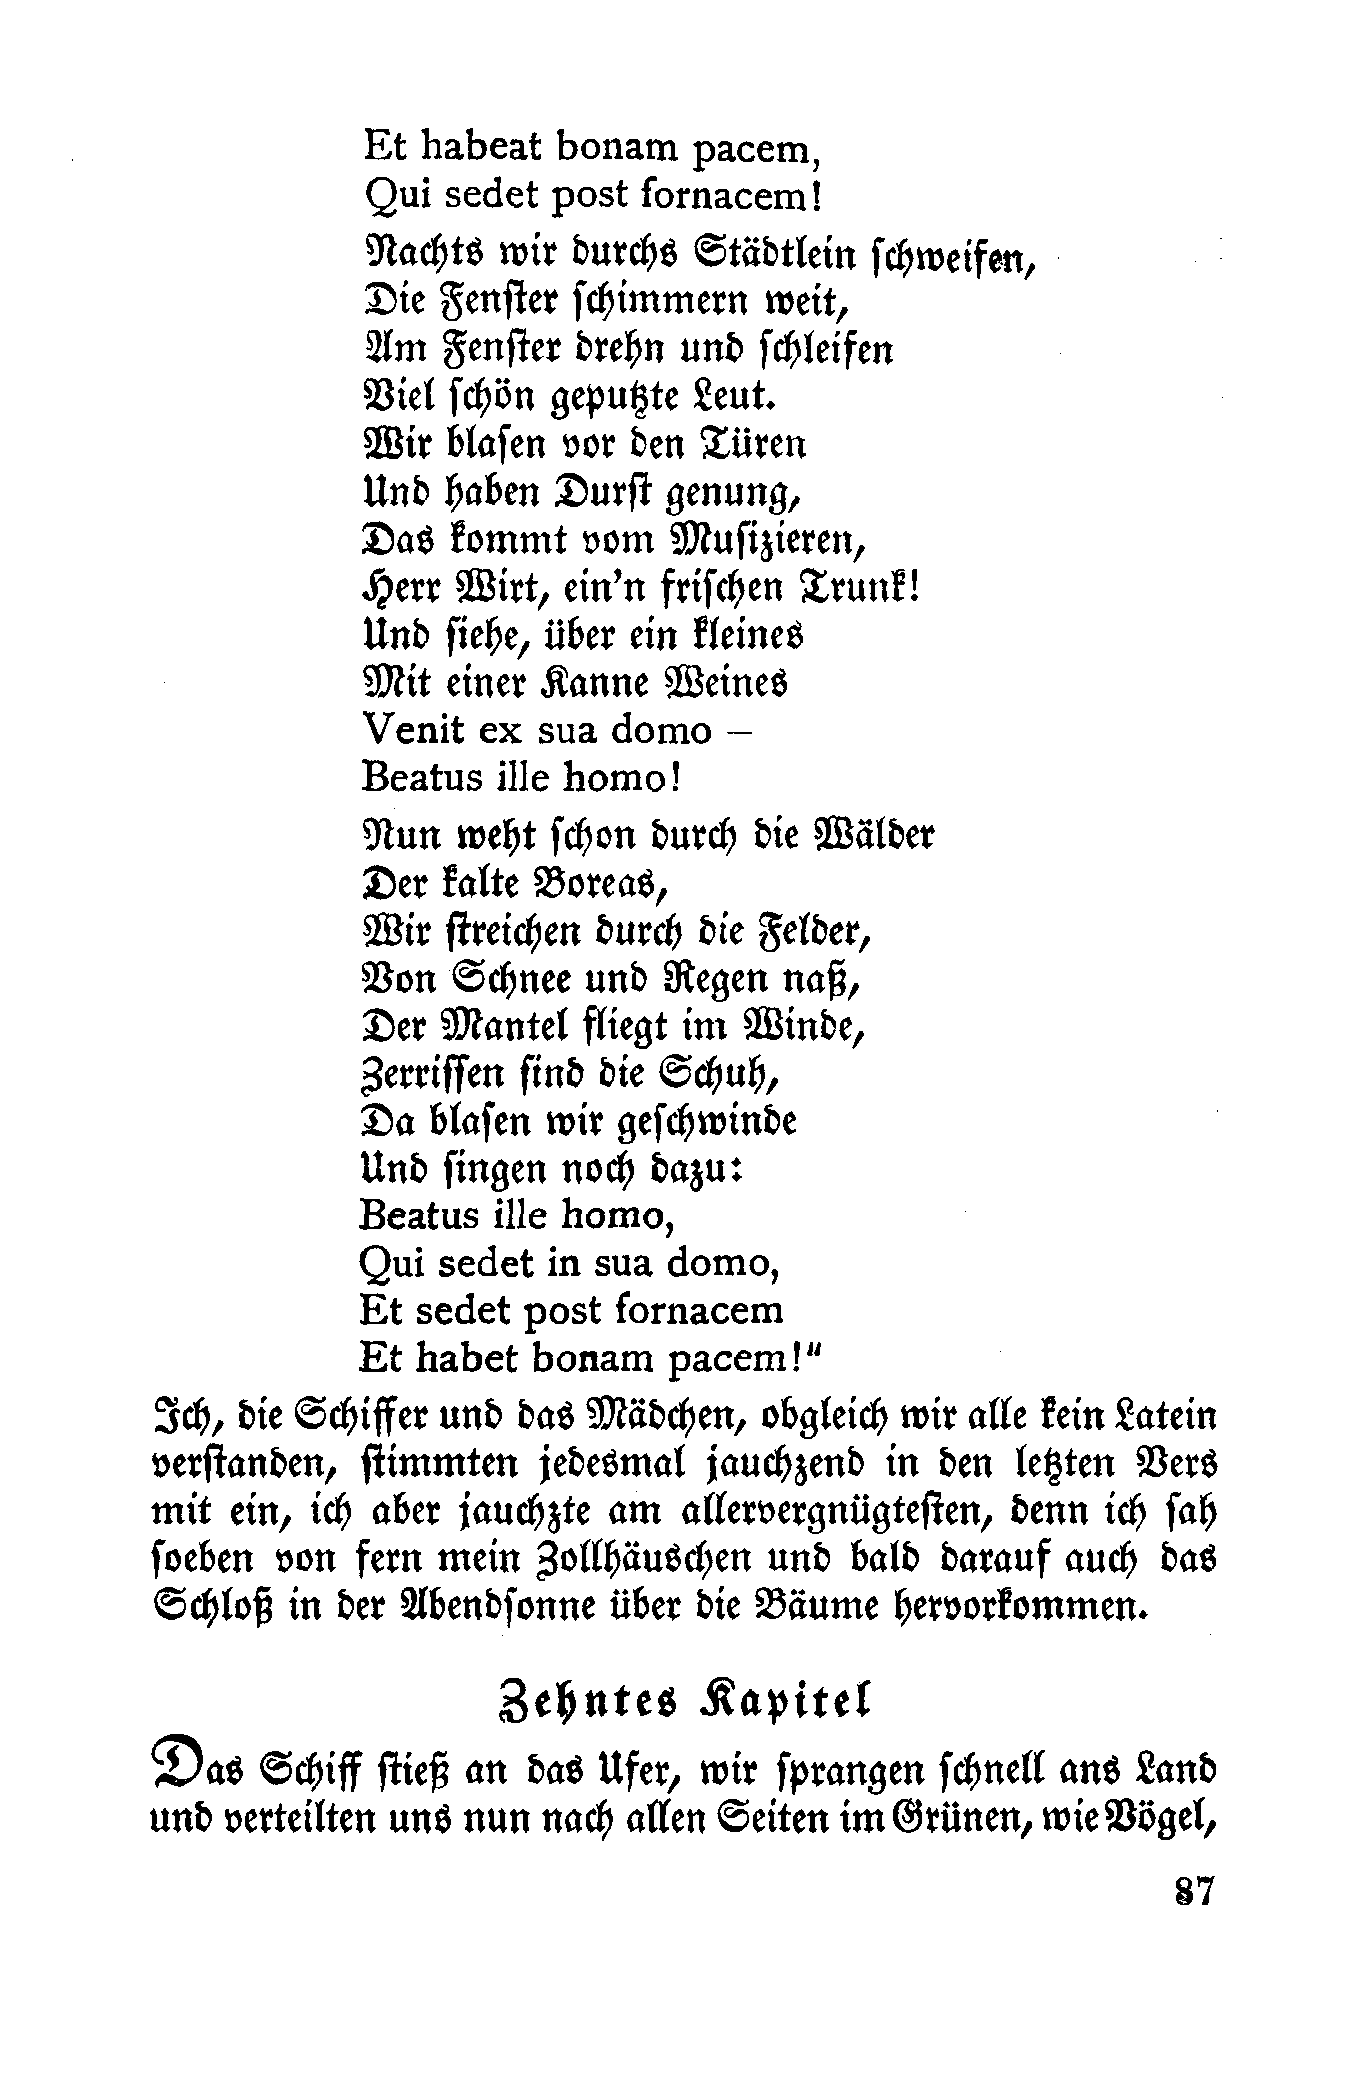 Et habeat bonam pacem,
Qui sedet post fornacem!
Nachts wir durchs Städtlein schweifen,
Die Fenster schimmern weit,
Am Fenster drehn und schleifen
Viel schön geputzte Leut.
Wir blasen vor den Türen
Und haben Durst genung,
Das kommt vom Musizieren,
Herr Wirt, ein'n frischen Trunk!
Und siehe, über ein kleines
Mit einer Kanne Weines
Venit ex sua domo –
Beatus ille homo!
Nun weht schon durch die Wälder
Der kalte Boreas,
Wir streichen durch die Felder,
Von Schnee und Regen naß,
Der Mantel fliegt im Winde,
Zerrissen sind die Schuh,
Da blasen wir geschwinde
Und singen noch dazu:
Beatus ille homo,
Qui sedet in sua domo,
Et sedet post fornacem
Et habet bonam pacem!"
Ich, die Schiffer und das Mädchen, obgleich wir alle kein Latein
verstanden, stimmten jedesmal jauchzend in den letzten Vers
mit ein, ich aber jauchzte am allervergnügtesten, denn ich sah
soeben von fern mein Zollhäuschen und bald darauf auch das
Schloß in der Abendsonne über die Bäume hervorkommen.
Zehntes Kapitel
Das Schiff stieß an das Ufer, wir sprangen schnell ans Land
und verteilten uns nun nach allen Seiten im Grünen, wie Vögel,
87